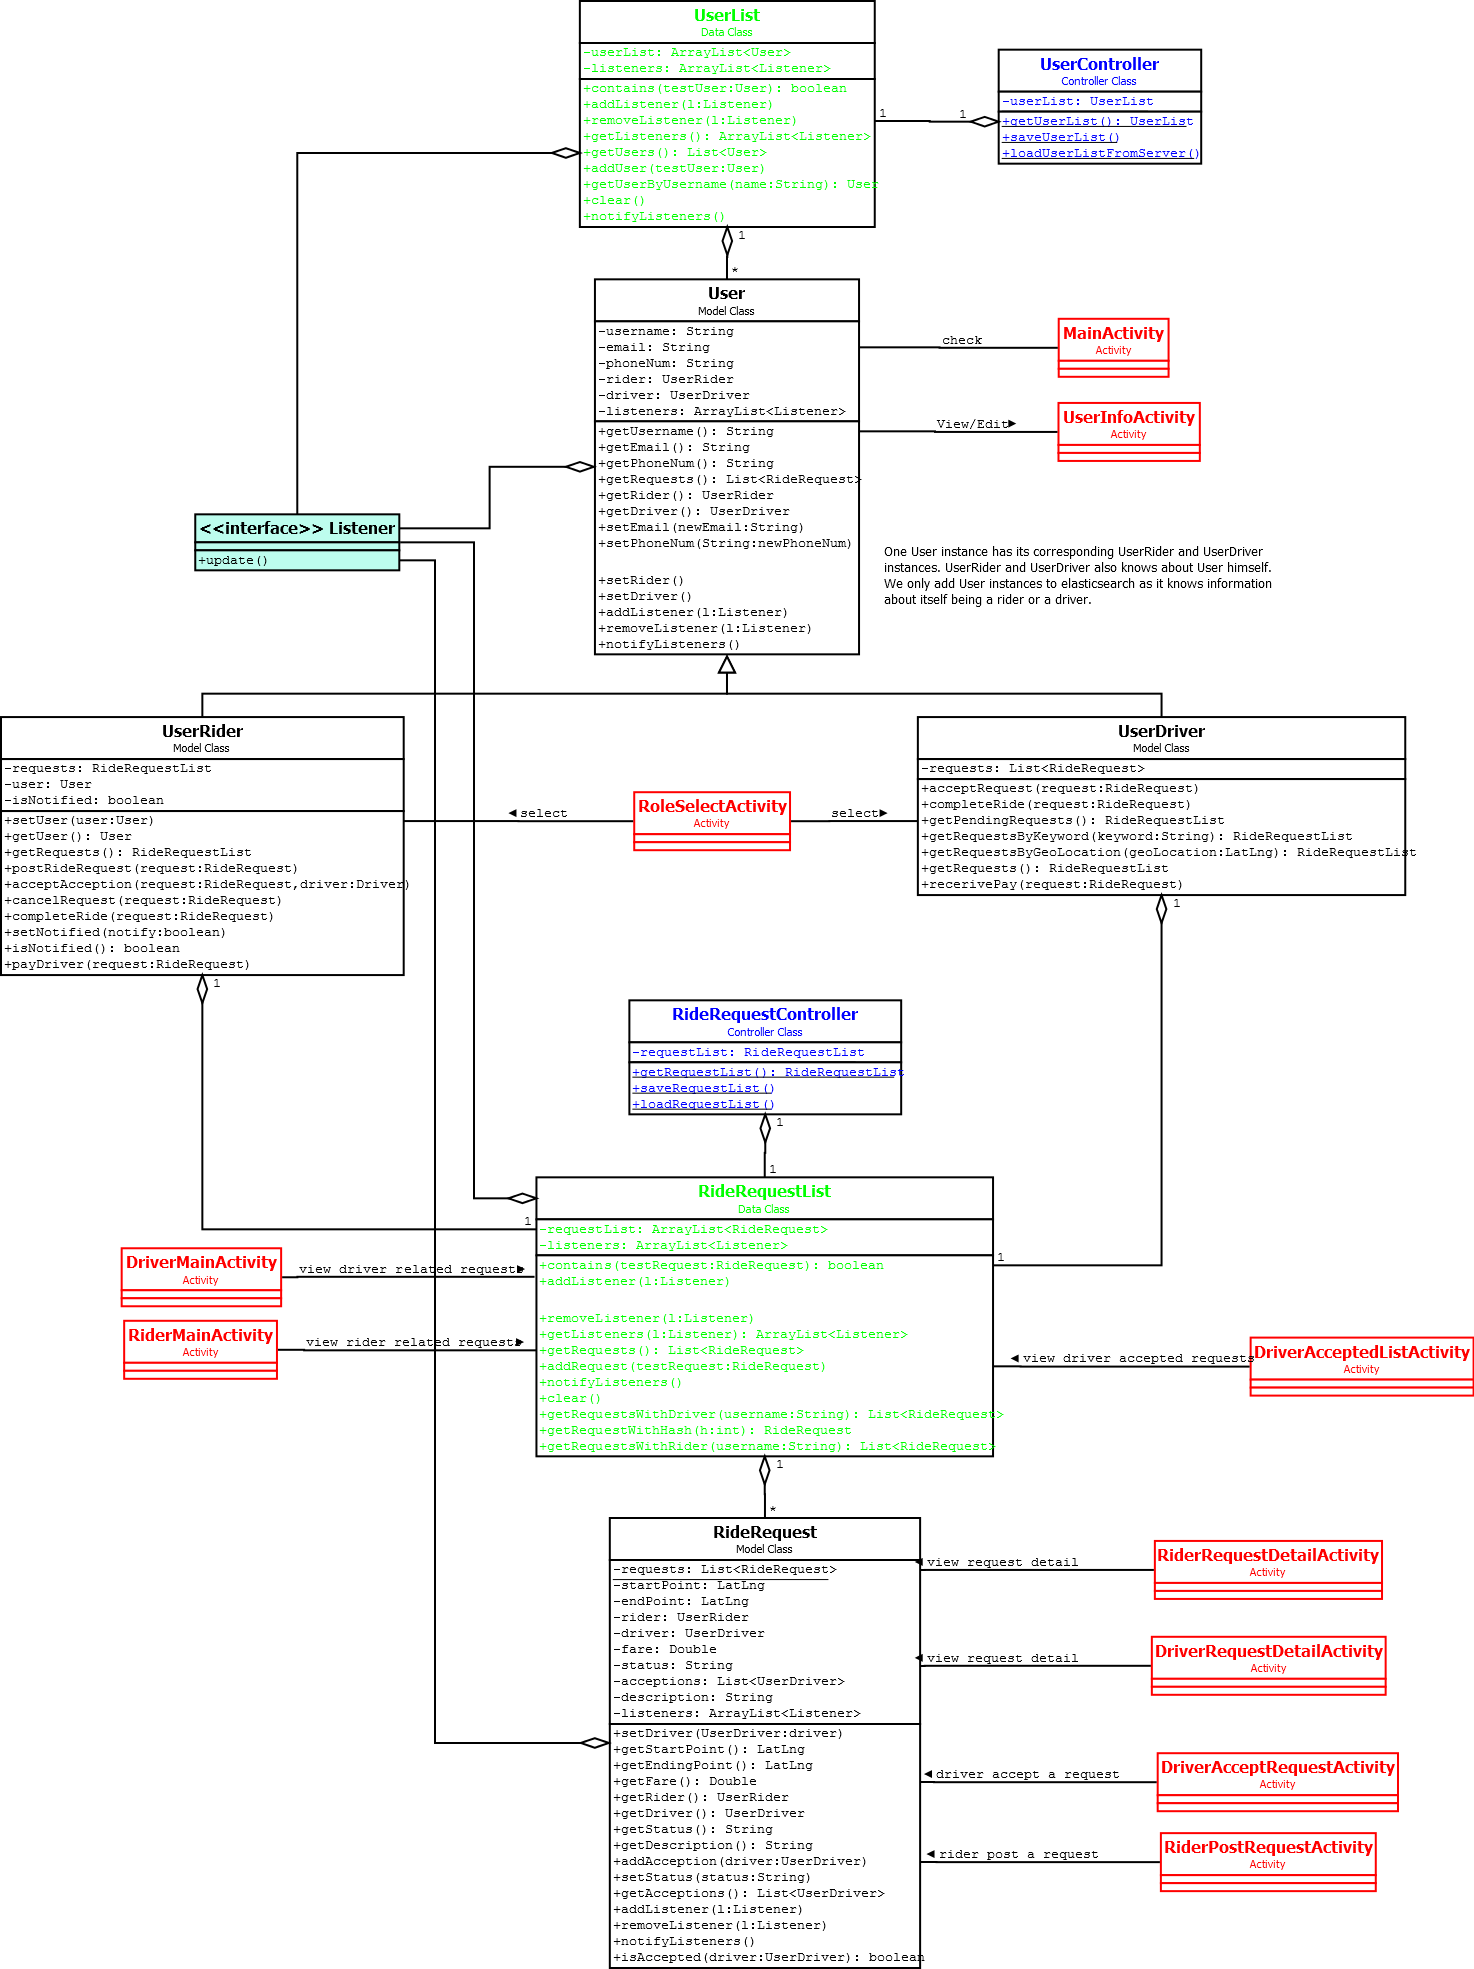 UserList
Data Class
-userList: ArrayList<User>
-listeners: ArrayList<Listener>
+contains(testUser:User): boolean
+addListener(l:Listener)
+removeListener(l:Listener)
+getListeners(): ArrayList<Listener>
+getUsers(): List<User>
+addUser(testUser:User)
+getUserByUsername(name:String): User
+clear()
+notifyListeners()
UserController
Controller Class
-userList: UserList
+getUserList(): UserList
+saveUserList()
+loadUserListFromServer()
1
1
1
*
User
Model Class
-username: String
-email: String
-phoneNum: String
-rider: UserRider
-driver: UserDriver
-listeners: ArrayList<Listener>
+getUsername(): String
+getEmail(): String
+getPhoneNum(): String
+getRequests(): List<RideRequest>
+getRider(): UserRider
+getDriver(): UserDriver
+setEmail(newEmail:String)
+setPhoneNum(String:newPhoneNum)
+setRider()
+setDriver()
+addListener(l:Listener)
+removeListener(l:Listener)
+notifyListeners()
check
MainActivity
Activity
View/Edit
UserInfoActivity
Activity
<<interface>> Listener
+update()
One User instance has its corresponding UserRider and UserDriver
instances. UserRider and UserDriver also knows about User himself.
We only add User instances to elasticsearch as it knows information
about itself being a rider or a driver.
UserRider
Model Class
-requests: RideRequestList
-user: User
-isNotified: boolean
+setUser(user:User)
+getUser(): User
+getRequests(): RideRequestList
+postRideRequest(request:RideRequest)
+acceptAcception(request:RideRequest,driver:Driver)
+cancelRequest(request:RideRequest)
+completeRide(request:RideRequest)
+setNotified(notify:boolean)
+isNotified(): boolean
+payDriver(request:RideRequest)
select
RoleSelectActivity
Activity
select
UserDriver
Model Class
-requests: List<RideRequest>
+acceptRequest(request:RideRequest)
+completeRide(request:RideRequest)
+getPendingRequests(): RideRequestList
+getRequestsByKeyword(keyword:String): RideRequestList
+getRequestsByGeoLocation(geoLocation:LatLng): RideRequestList
+getRequests(): RideRequestList
+recerivePay(request:RideRequest)
1
1
RideRequestController
Controller Class
-requestList: RideRequestList
+getRequestList(): RideRequestList
+saveRequestList()
+loadRequestList()
1
1
RideRequestList
Data Class
-requestList: ArrayList<RideRequest>
-listeners: ArrayList<Listener>
+contains(testRequest:RideRequest): boolean
+addListener(l:Listener)
+removeListener(l:Listener)
+getListeners(l:Listener): ArrayList<Listener>
+getRequests(): List<RideRequest>
+addRequest(testRequest:RideRequest)
+notifyListeners()
+clear()
+getRequestsWithDriver(username:String): List<RideRequest>
+getRequestWithHash(h:int): RideRequest
+getRequestsWithRider(username:String): List<RideRequest>
1
1
DriverMainActivity
Activity
view driver related requests
RiderMainActivity
Activity
view rider related requests
view driver accepted requests
DriverAcceptedListActivity
Activity
1
*
RideRequest
Model Class
-requests: List<RideRequest>
-startPoint: LatLng
-endPoint: LatLng
-rider: UserRider
-driver: UserDriver
-fare: Double
-status: String
-acceptions: List<UserDriver>
-description: String
-listeners: ArrayList<Listener>
+setDriver(UserDriver:driver)
+getStartPoint(): LatLng
+getEndingPoint(): LatLng
+getFare(): Double
+getRider(): UserRider
+getDriver(): UserDriver
+getStatus(): String
+getDescription(): String
+addAcception(driver:UserDriver)
+setStatus(status:String)
+getAcceptions(): List<UserDriver>
+addListener(l:Listener)
+removeListener(l:Listener)
+notifyListeners()
+isAccepted(driver:UserDriver): boolean
view request detail
RiderRequestDetailActivity
Activity
view request detail
DriverRequestDetailActivity
Activity
driver accept a request
DriverAcceptRequestActivity
Activity
rider post a request
RiderPostRequestActivity
Activity